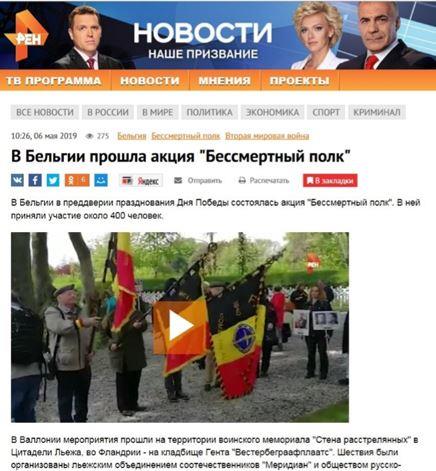 РЕН
НОВОСТИ
НАШЕ ПРИЗВАНИЕ
ТВ ПРОГРАММА НОВОСТИ МНЕНИЯ ПРОЕКТЫ
ВСЕ НОВОСТИ В РОССИИ В МИРЕ ПОЛИТИКА ЭКОНОМИКА СПОРТ КРИМИНАЛ
10:26, 06 мая 2019 275 Бельгия Бессмертный полк Вторая мировая война
В Бельгии прошла акция "Бессмертный полк"
6 Яндекс Отправить Распечатать В закладки
В Бельгии в преддверии празднования Дня Победы состоялась акция "Бессмертный полк". В ней
приняли участие около 400 человек.
РЕН
В Валлонии мероприятия прошли на территории воинского мемориала "Стена расстрелянных" в
Цитадели Льежа, во Фландрии - на кладбище Гента "Вестербеграафплаатс". Шествия были
организованы льежским объединением соотечественников "Меридиан" и обществом русско-